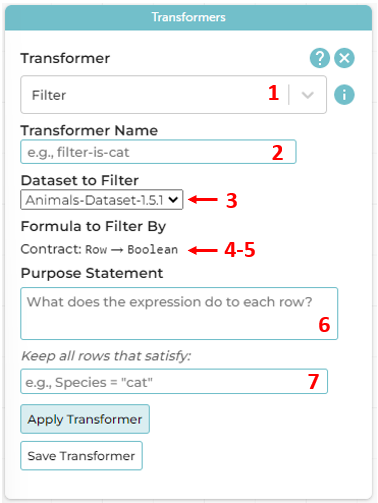 Transformers
Transformer ?
Filter 1 i
Transformer Name
e.g., filter-is-cat 2
Dataset to Filter
Animals-Dataset-1.5.1 3
Formula to Filter By
Contract: Row → Boolean 4-5
Purpose Statement
What does the expression do to each row?
6
Keep all rows that satisfy:
e.g., Species = "cat" 7
Apply Transformer
Save Transformer